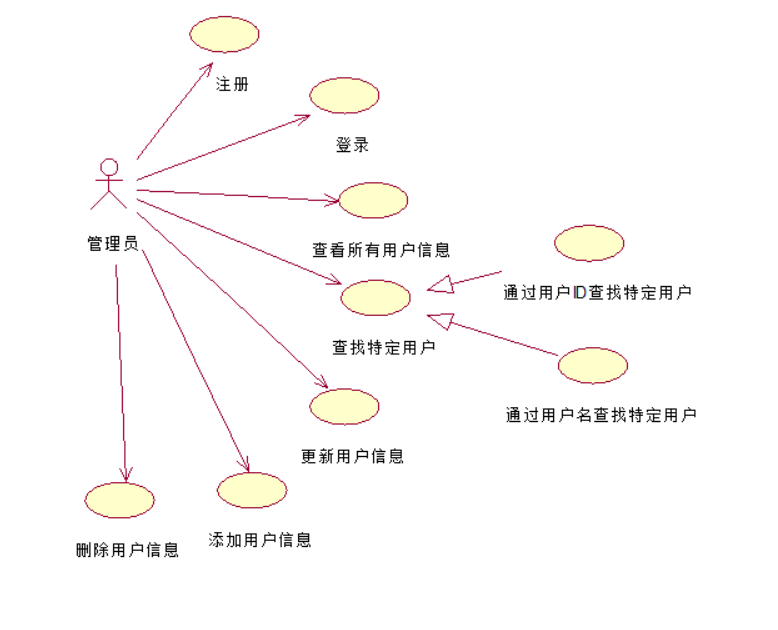 注册
登录
管理员
查看所有用户信息
通过用户ID查找特定用户
查找特定用户
通过用户名查找特定用户
更新用户信息
添加用户信息
删除用户信息